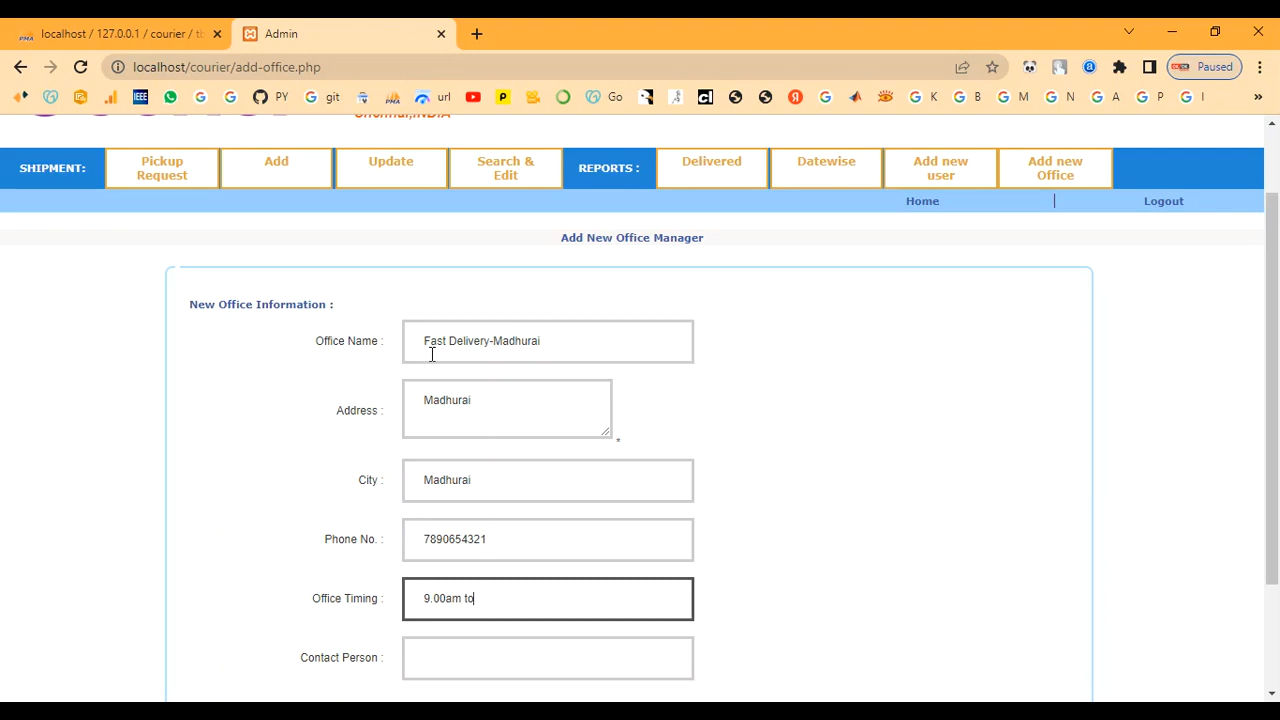 localhost / 127.0.0.1 / courier / tb
Admin
localhost/courier/add-office.php
Paused
IEEE
PY
git
url
Go
K
B
M
N
A
P
I
»
Chennai,INDIA
SHIPMENT:
Pickup
Request
Add
Update
Search &
Edit
REPORTS :
Delivered
Datewise
Add new
user
Add new
Office
Home
Logout
Add New Office Manager
New Office Information :
Office Name :
Fast Delivery-Madhurai
Address :
Madhurai
*
City :
Madhurai
Phone No. :
7890654321
Office Timing :
9.00am to
Contact Person :